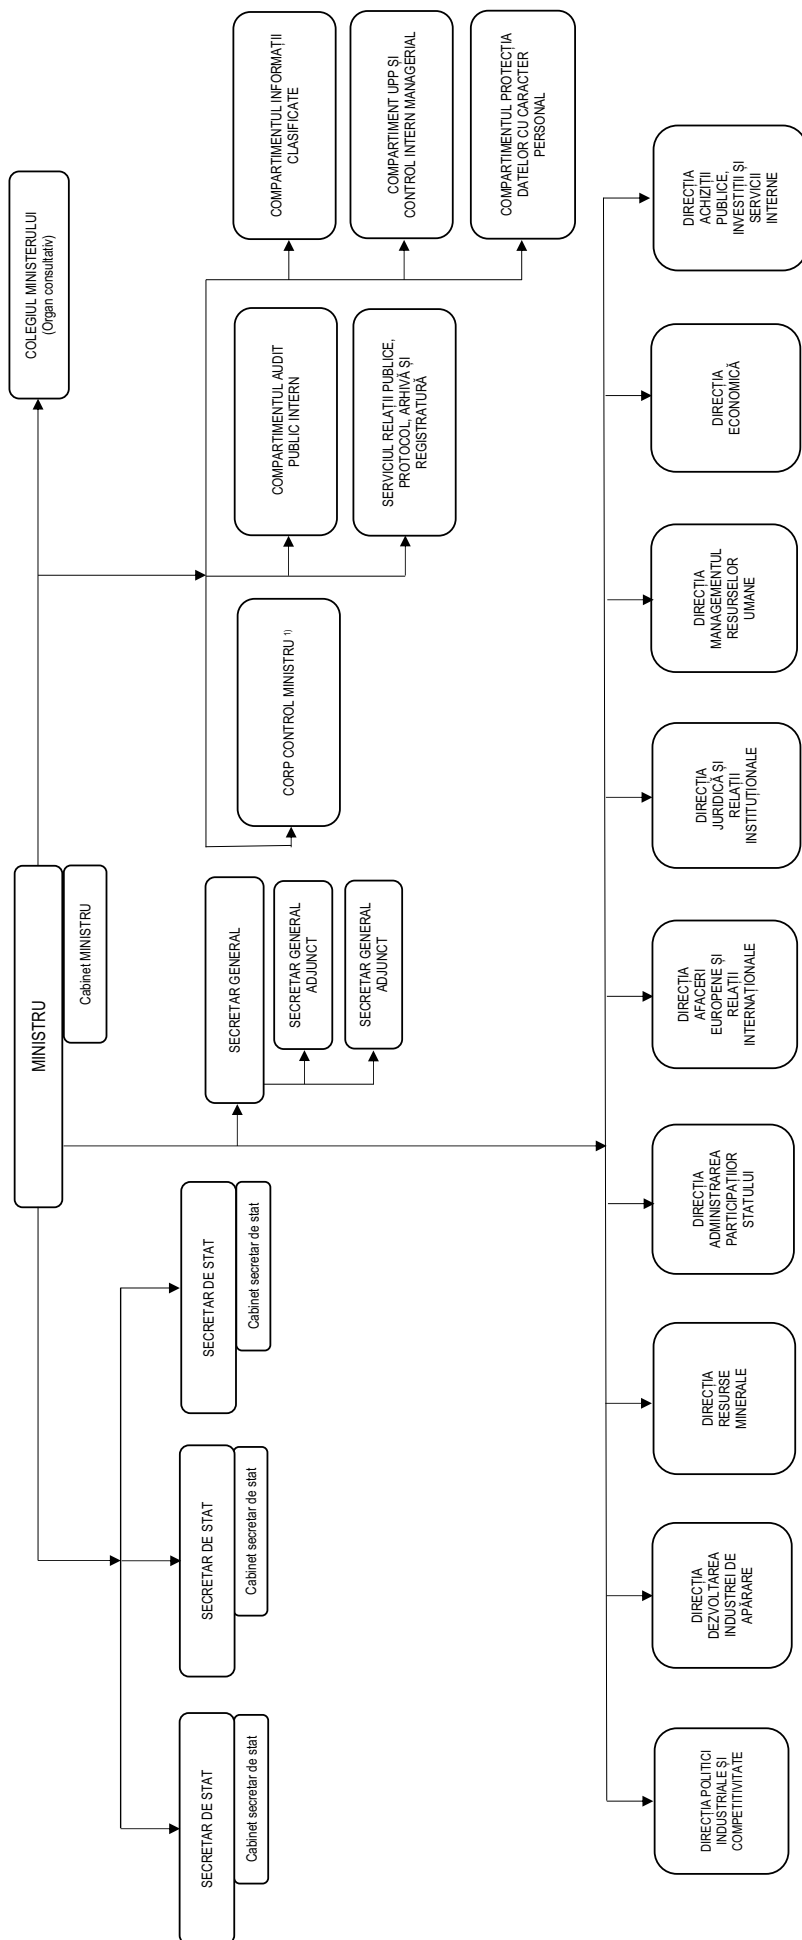 MINISTRU
Cabinet MINISTRU
COLEGIUL MINISTERULUI
(Organ consultativ)
SECRETAR DE STAT
Cabinet secretar de stat
SECRETAR DE STAT
Cabinet secretar de stat
SECRETAR DE STAT
Cabinet secretar de stat
SECRETAR GENERAL
SECRETAR GENERAL
ADJUNCT
SECRETAR GENERAL
ADJUNCT
CORP CONTROL MINISTRU ¹⁾
COMPARTIMENTUL AUDIT
PUBLIC INTERN
SERVICIUL RELAȚII PUBLICE,
PROTOCOL, ARHIVĂ ȘI
REGISTRATURĂ
COMPARTIMENTUL INFORMAȚII
CLASIFICATE
COMPARTIMENT UPP ȘI
CONTROL INTERN MANAGERIAL
COMPARTIMENTUL PROTECȚIA
DATELOR CU CARACTER
PERSONAL
DIRECȚIA POLITICI
INDUSTRIALE ȘI
COMPETITIVITATE
DIRECȚIA
DEZVOLTAREA
INDUSTREI DE
APĂRARE
DIRECȚIA
RESURSE
MINERALE
DIRECȚIA
ADMINISTRAREA
PARTICIPAȚIIOR
STATULUI
DIRECȚIA
AFACERI
EUROPENE ȘI
RELAȚII
INTERNAȚIONALE
DIRECȚIA
JURIDICĂ ȘI
RELAȚII
INSTITUȚIONALE
DIRECȚIA
MANAGEMENTUL
RESURSELOR
UMANE
DIRECȚIA
ECONOMICĂ
DIRECȚIA
ACHIZIȚII
PUBLICE,
INVESTIȚII ȘI
SERVICII
INTERNE